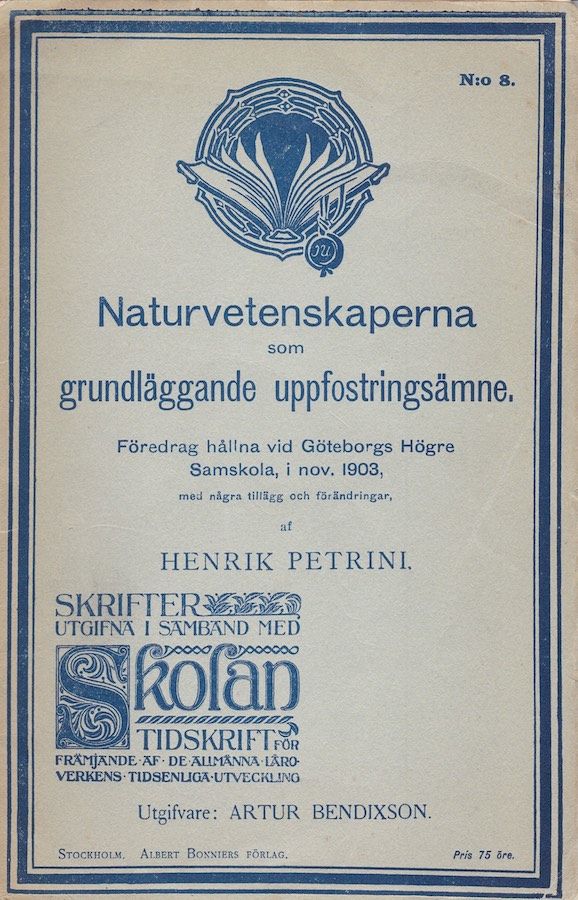 N:o 8.
Naturvetenskaperna
som
grundläggande uppfostringsämne.
Föredrag hållna vid Göteborgs Högre
Samskola, i nov. 1903,
med några tillägg och förändringar,
af
HENRIK PETRINI.
SKRIFTER
UTGIFNA I SAMBAND MED
Skolan
TIDSKRIFT FÖR
FRÄMJANDE·AF·DE·ALLMÄNNA·LÄRO-
VERKENS·TIDSENLIGA·UTVECKLING
Utgifvare: ARTUR BENDIXSON.
STOCKHOLM. ALBERT BONNIERS FÖRLAG.
Pris 75 öre.